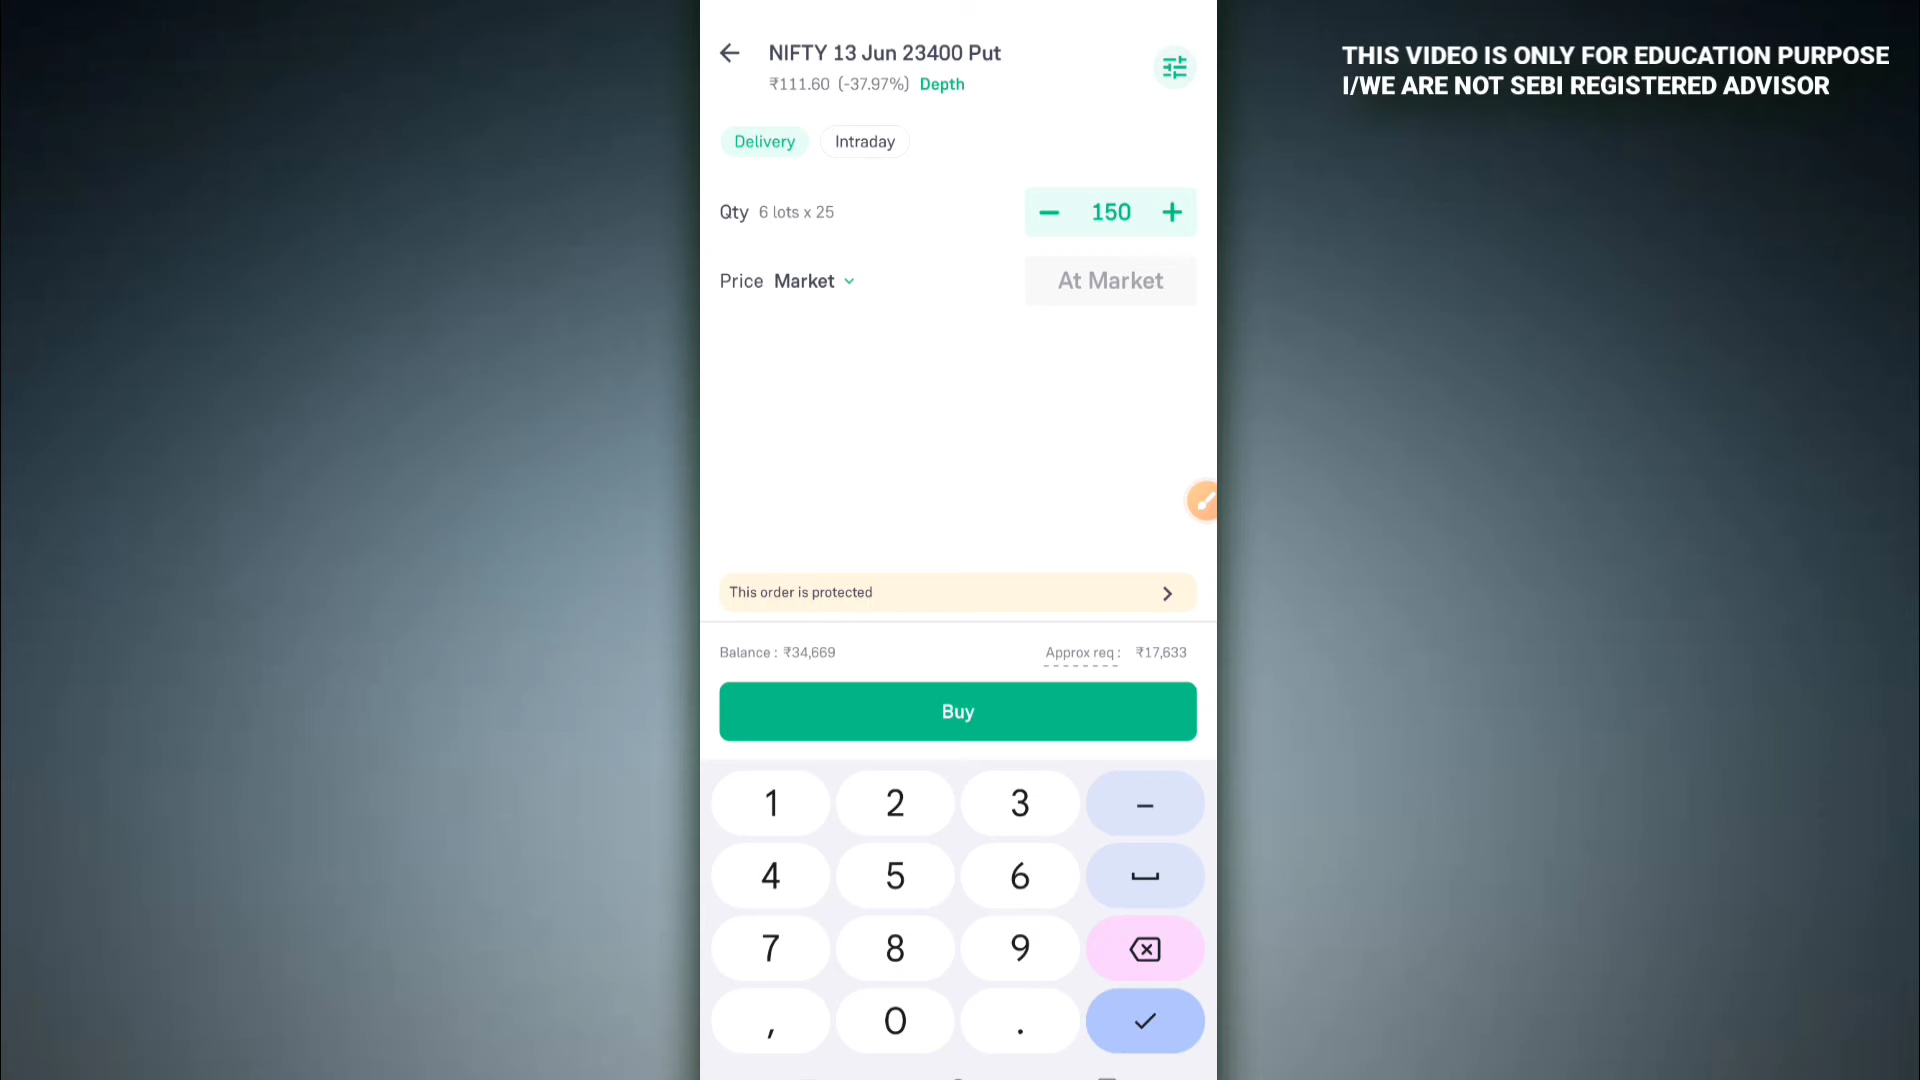 THIS VIDEO IS ONLY FOR EDUCATION PURPOSE
I/WE ARE NOT SEBI REGISTERED ADVISOR
NIFTY 13 Jun 23400 Put
₹111.60 (-37.97%) Depth
Delivery Intraday
Qty 6 lots x 25 − 150 +
Price Market At Market
This order is protected
Balance : ₹34,669 Approx req : ₹17,633
Buy
1 2 3 –
4 5 6
7 8 9
, 0 .